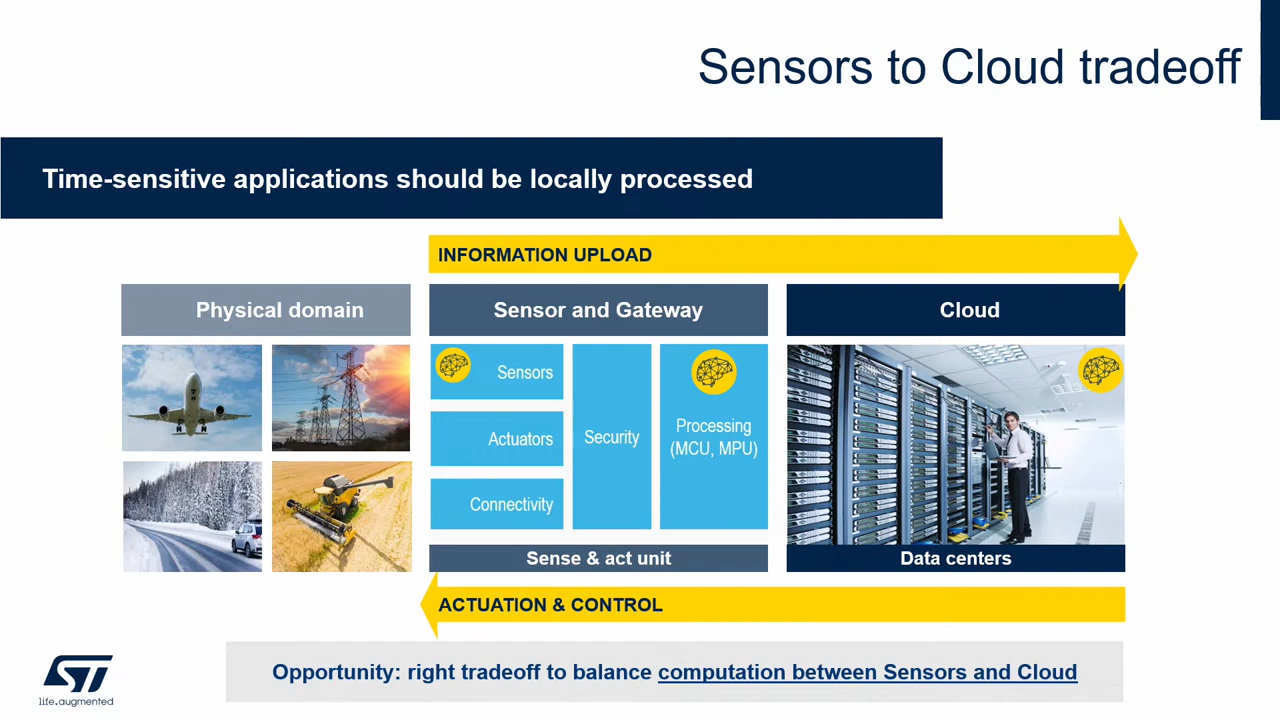 Sensors to Cloud tradeoff
Time-sensitive applications should be locally processed
INFORMATION UPLOAD
Physical domain
Sensor and Gateway
Cloud
Sensors
Actuators
Connectivity
Security
Processing
(MCU, MPU)
Sense & act unit
Data centers
ACTUATION & CONTROL
Opportunity: right tradeoff to balance computation between Sensors and Cloud
ST
life.augmented